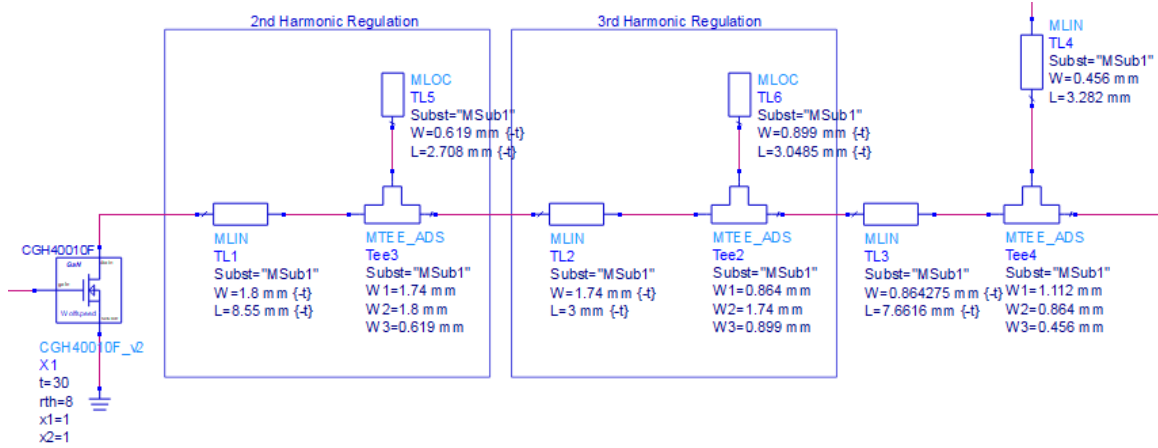 2nd Harmonic Regulation
3rd Harmonic Regulation
MLIN
TL4
Subst="MSub1"
W=0.456 mm
L=3.282 mm
MLOC
TL5
Subst="MSub1"
W=0.619 mm {-t}
L=2.708 mm {-t}
MLOC
TL6
Subst="MSub1"
W=0.899 mm {-t}
L=3.0485 mm {-t}
MLIN
TL1
Subst="MSub1"
W=1.8 mm {-t}
L=8.55 mm {-t}
MTEE_ADS
Tee3
Subst="MSub1"
W1=1.74 mm
W2=1.8 mm
W3=0.619 mm
MLIN
TL2
Subst="MSub1"
W=1.74 mm {-t}
L=3 mm {-t}
MTEE_ADS
Tee2
Subst="MSub1"
W1=0.864 mm
W2=1.74 mm
W3=0.899 mm
MLIN
TL3
Subst="MSub1"
W=0.864275 mm {-t}
L=7.6616 mm {-t}
MTEE_ADS
Tee4
Subst="MSub1"
W1=1.112 mm
W2=0.864 mm
W3=0.456 mm
CGH40010F
GaN
gate
Wolfspeed
CGH40010F_v2
X1
t=30
rth=8
x1=1
x2=1